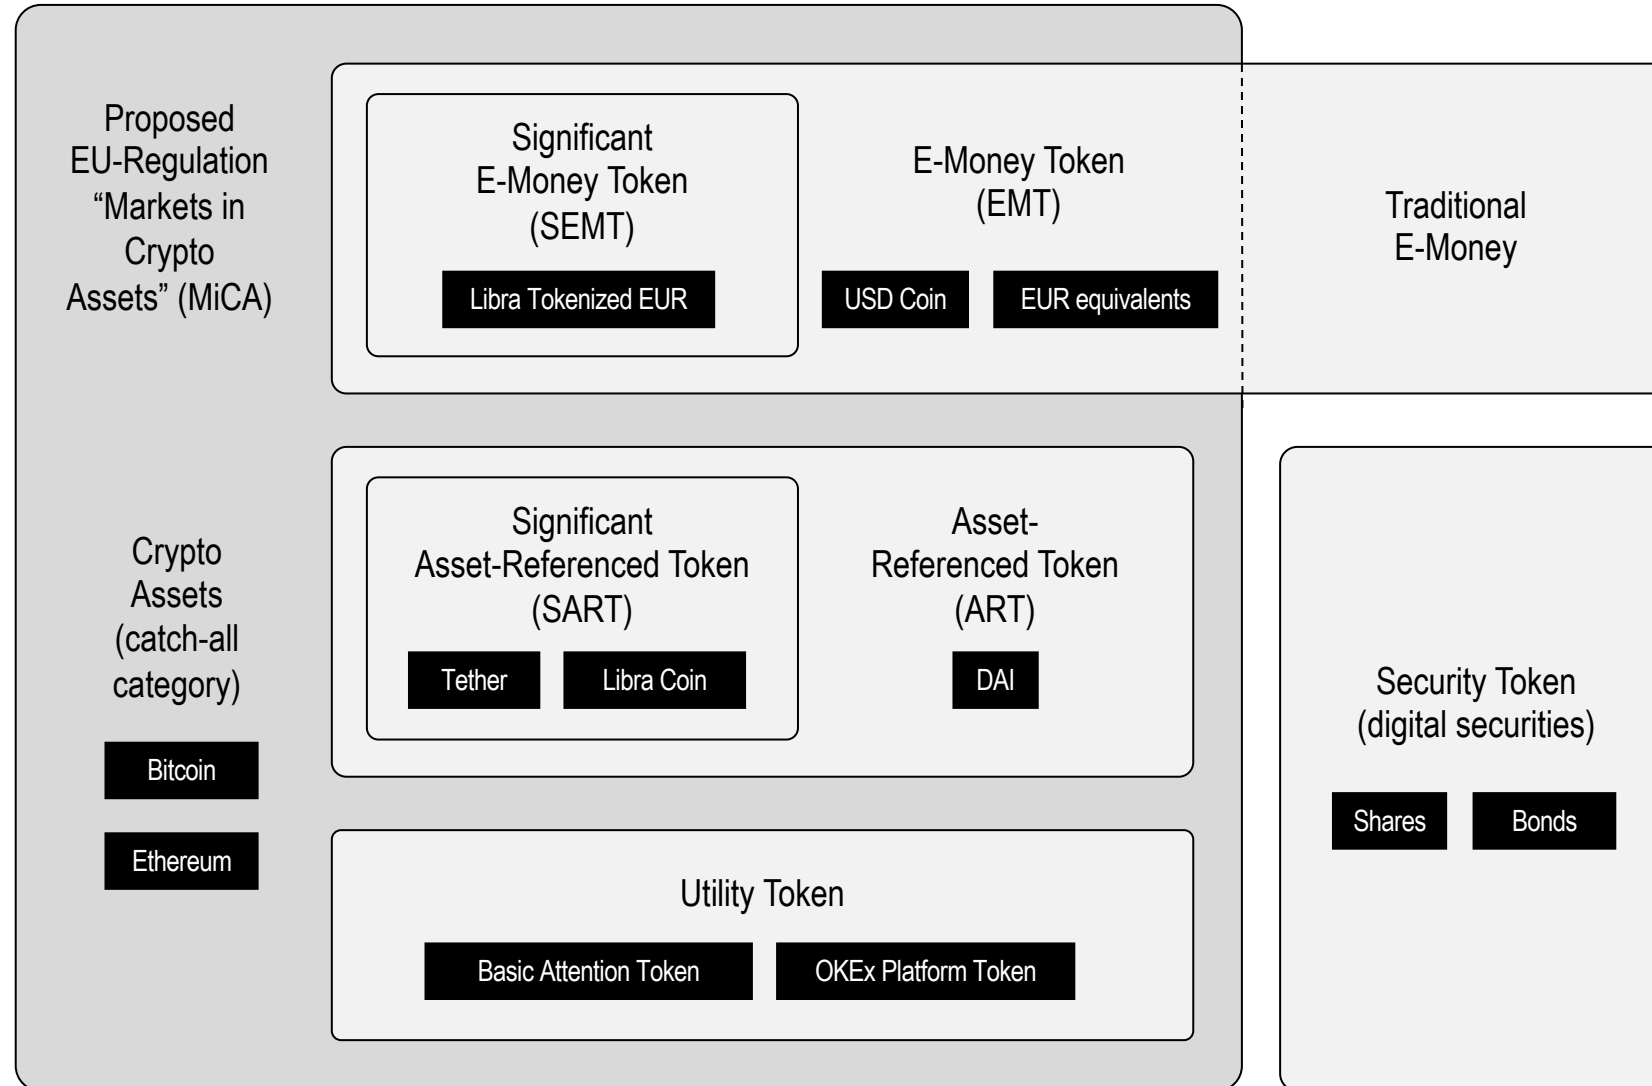 Proposed
EU-Regulation
“Markets in
Crypto
Assets” (MiCA)
Significant
E-Money Token
(SEMT)
Libra Tokenized EUR
E-Money Token
(EMT)
USD Coin
EUR equivalents
Traditional
E-Money
Crypto
Assets
(catch-all
category)
Bitcoin
Ethereum
Significant
Asset-Referenced Token
(SART)
Tether
Libra Coin
Asset-
Referenced Token
(ART)
DAI
Utility Token
Basic Attention Token
OKEx Platform Token
Security Token
(digital securities)
Shares
Bonds